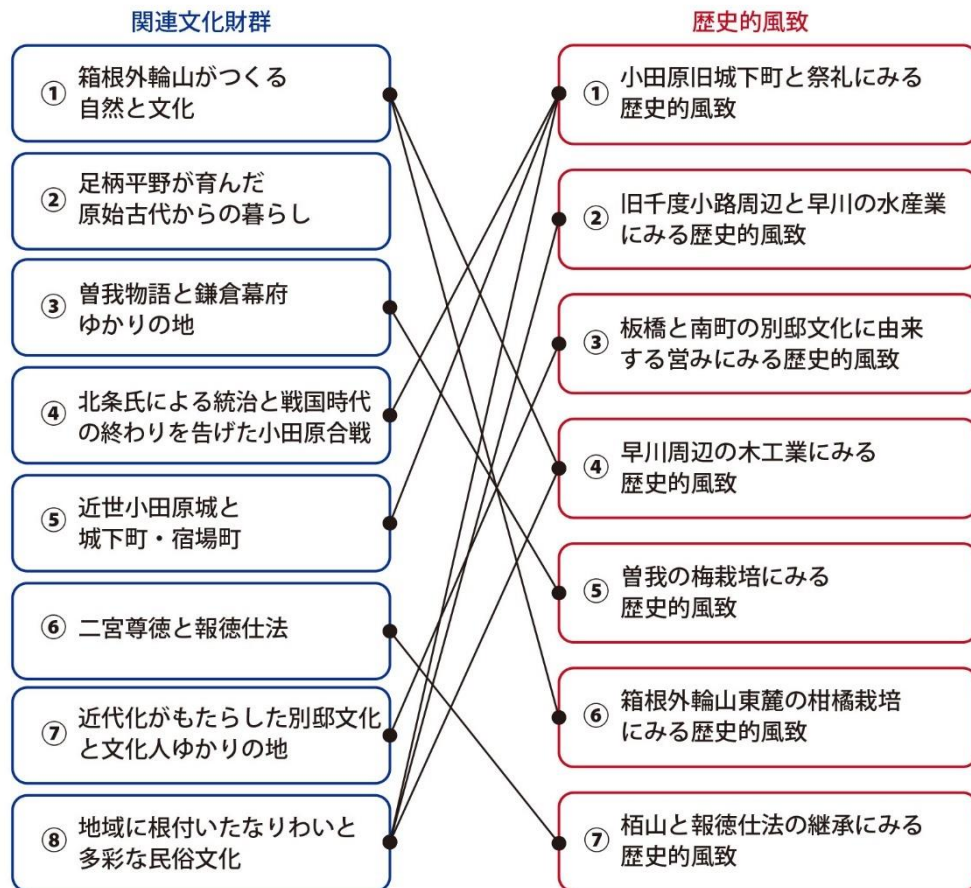 関連文化財群
① 箱根外輪山がつくる
自然と文化
② 足柄平野が育んだ
原始古代からの暮らし
③ 曽我物語と鎌倉幕府
ゆかりの地
④ 北条氏による統治と戦国時代
の終わりを告げた小田原合戦
⑤ 近世小田原城と
城下町・宿場町
⑥ 二宮尊徳と報徳仕法
⑦ 近代化がもたらした別邸文化
と文化人ゆかりの地
⑧ 地域に根付いたなりわいと
多彩な民俗文化
歴史的風致
① 小田原旧城下町と祭礼にみる
歴史的風致
② 旧千度小路周辺と早川の水産業
にみる歴史的風致
③ 板橋と南町の別邸文化に由来
する営みにみる歴史的風致
④ 早川周辺の木工業にみる
歴史的風致
⑤ 曽我の梅栽培にみる
歴史的風致
⑥ 箱根外輪山東麓の柑橘栽培
にみる歴史的風致
⑦ 栢山と報徳仕法の継承にみる
歴史的風致